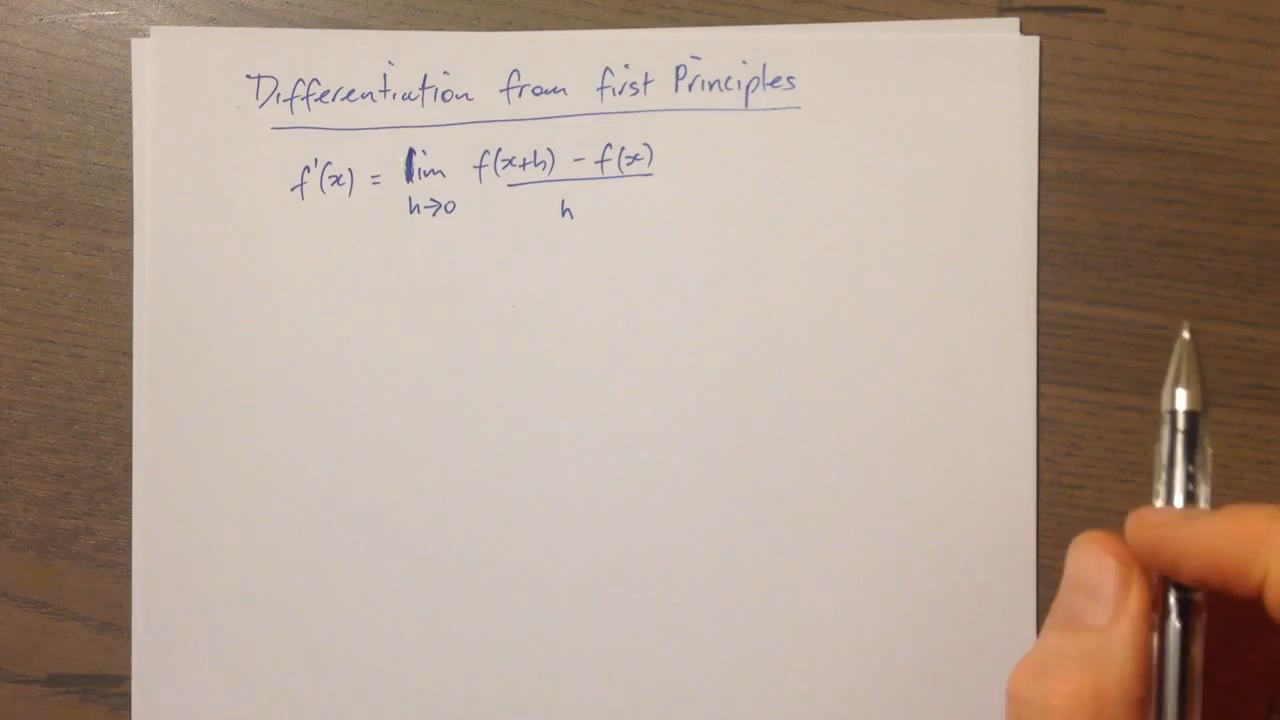 Differentiation from first Principles
f'(x) = lim f(x+h) - f(x)
h→0 h